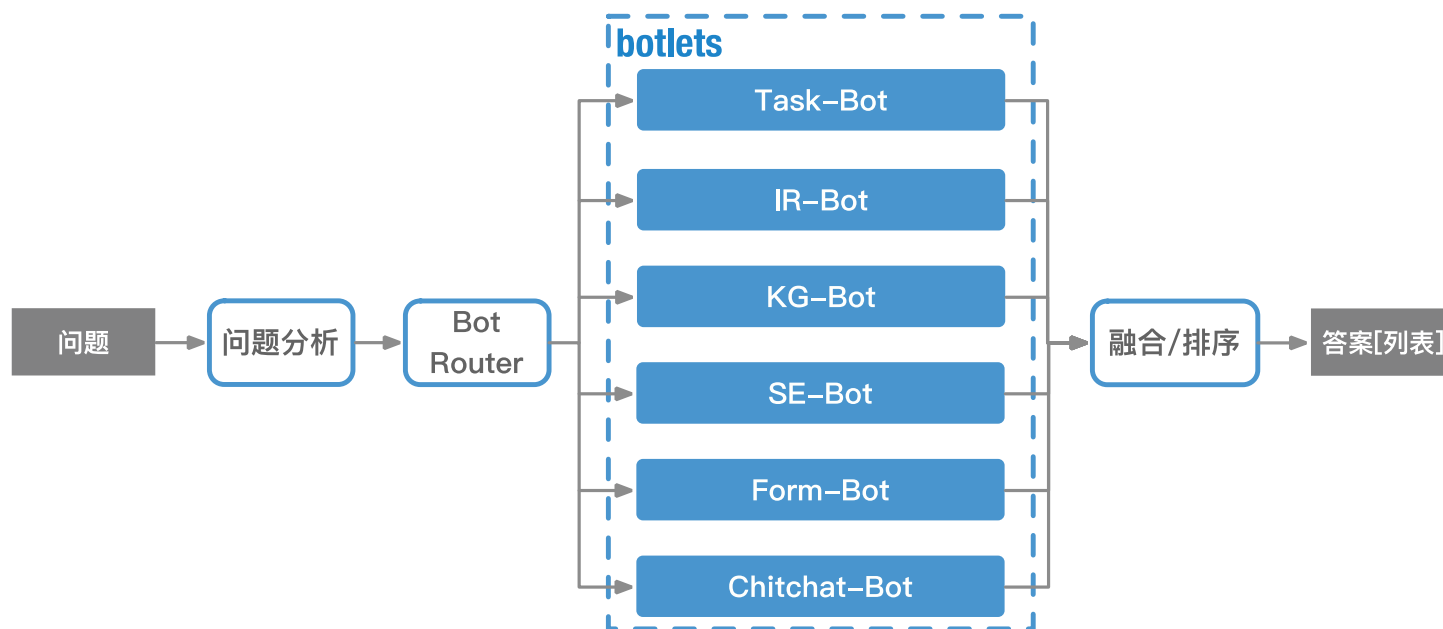 botlets
Task-Bot
IR-Bot
KG-Bot
问题
问题分析
Bot
Router
融合/排序
答案[列表]
SE-Bot
Form-Bot
Chitchat-Bot